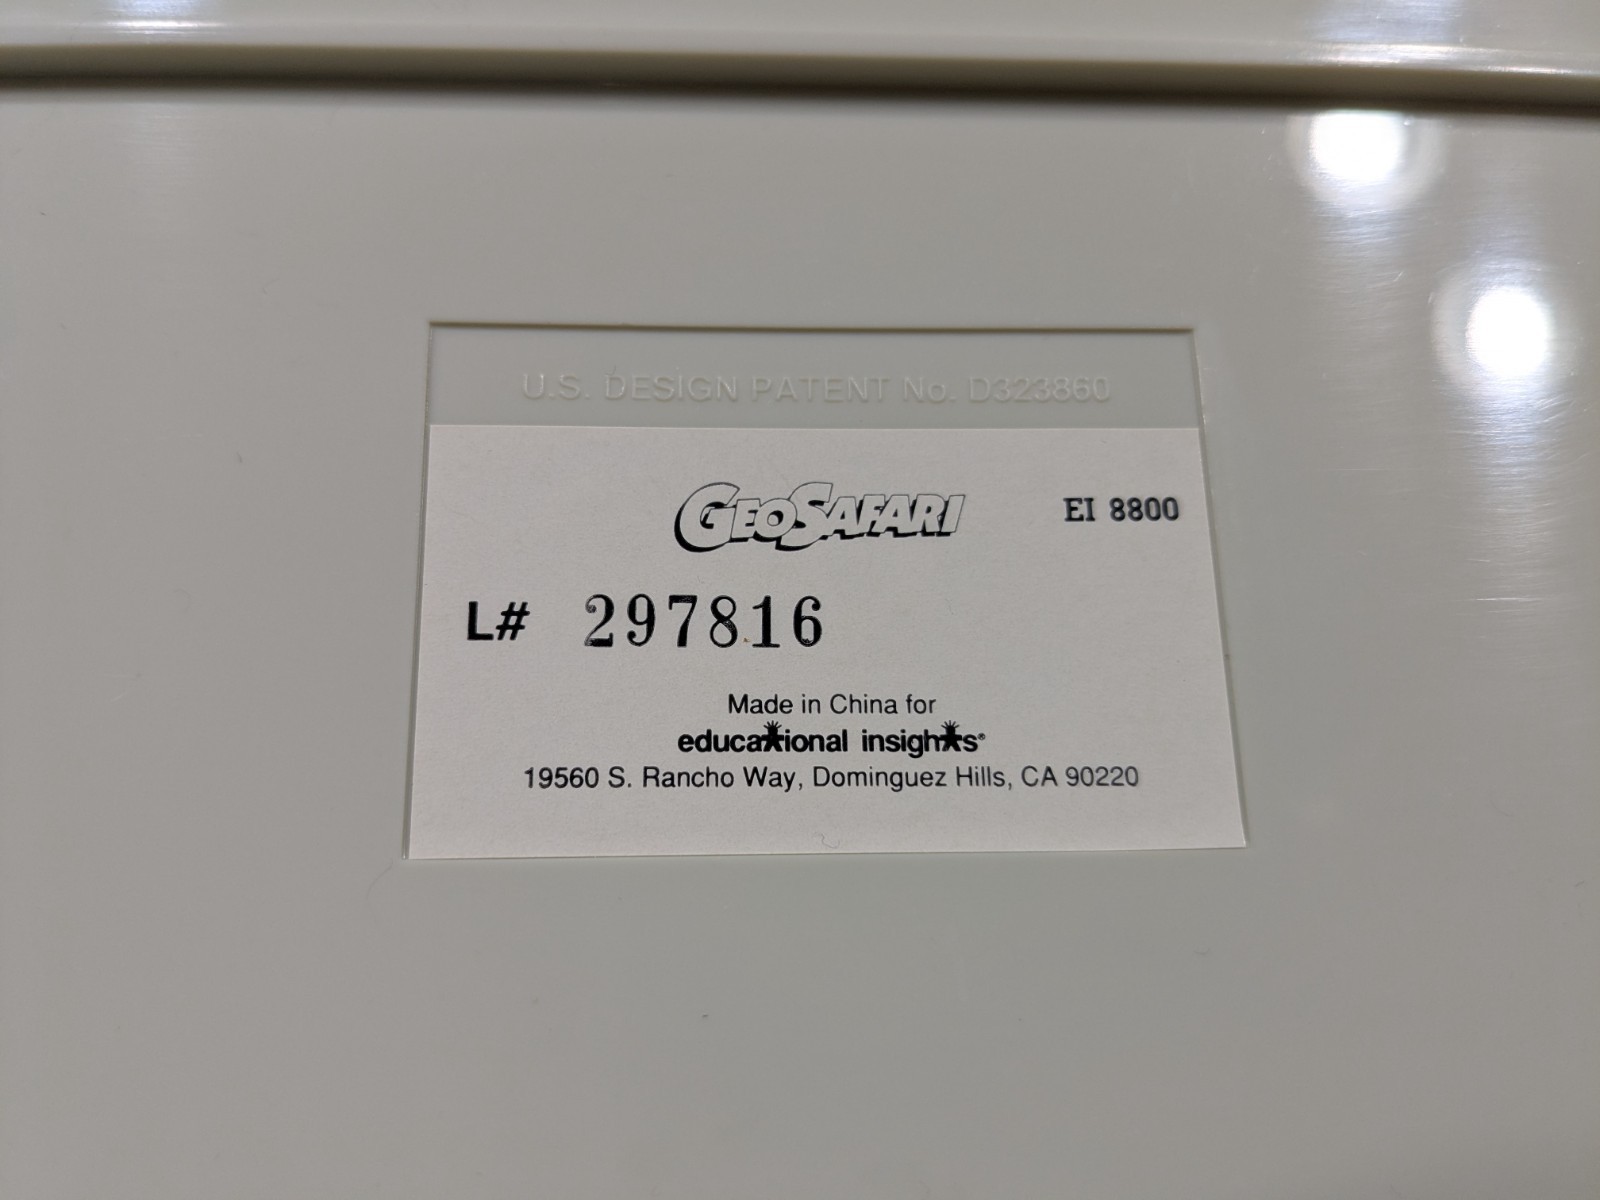 U.S. DESIGN PATENT No. D323860
GEOSAFARI
EI 8800
L# 297816
Made in China for
educational insights®
19560 S. Rancho Way, Dominguez Hills, CA 90220